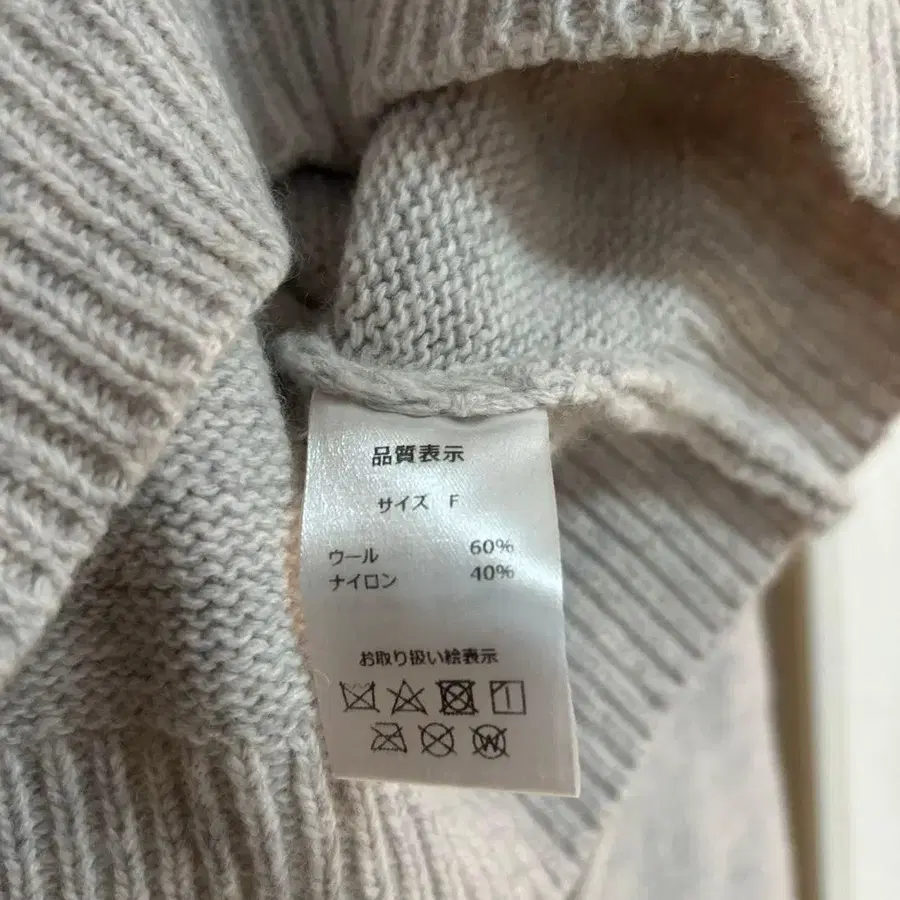 品質表示
サイズ F
ウール 60%
ナイロン 40%
お取り扱い絵表示
W